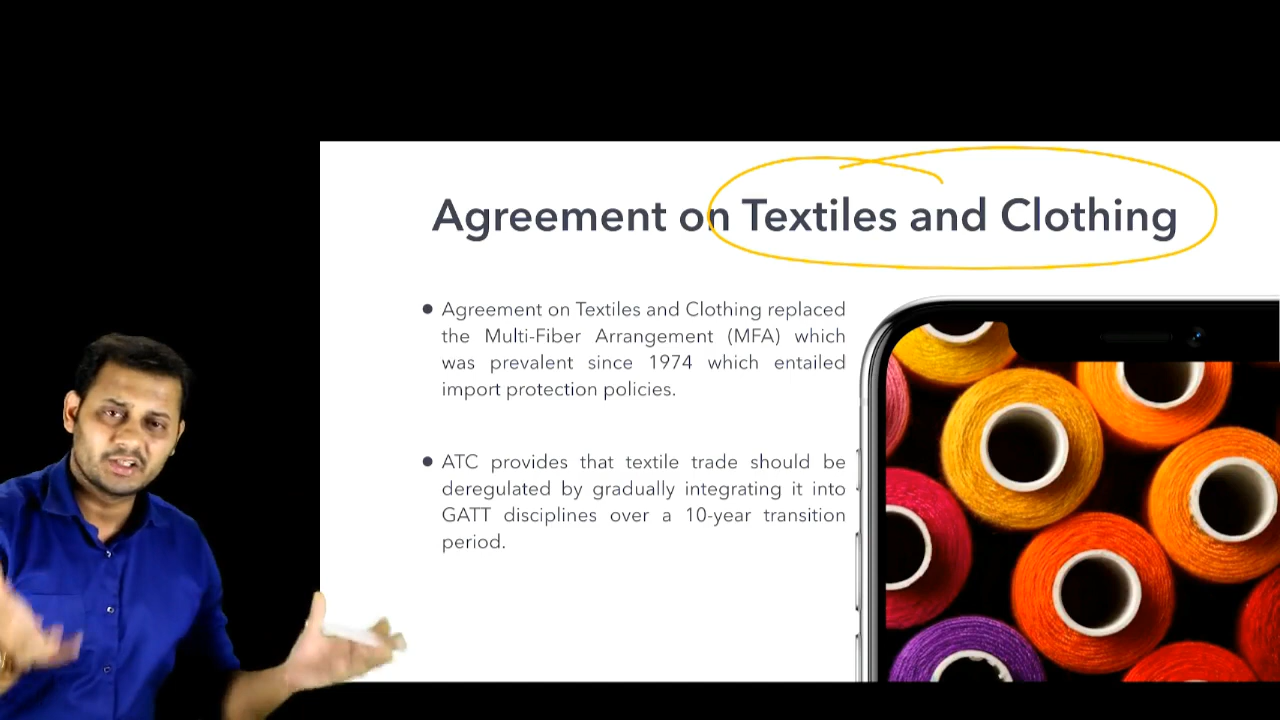 Agreement on Textiles and Clothing
● Agreement on Textiles and Clothing replaced
the Multi-Fiber Arrangement (MFA) which
was prevalent since 1974 which entailed
import protection policies.
● ATC provides that textile trade should be
deregulated by gradually integrating it into
GATT disciplines over a 10-year transition
period.